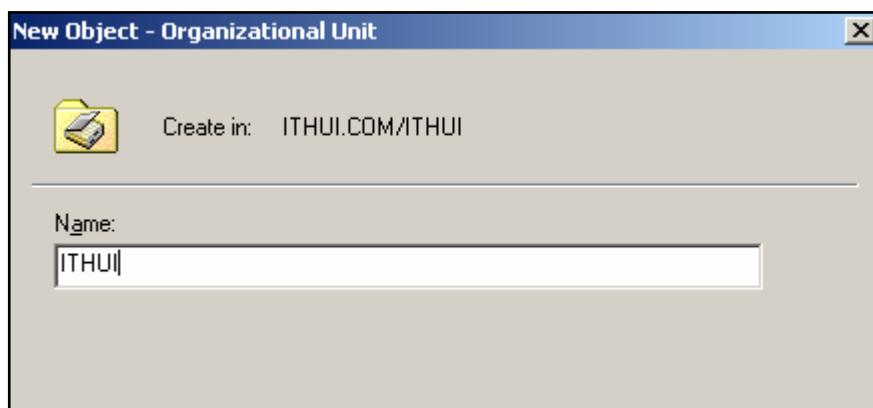 New Object - Organizational Unit
Create in: ITHUI.COM/ITHUI
Name:
ITHUI